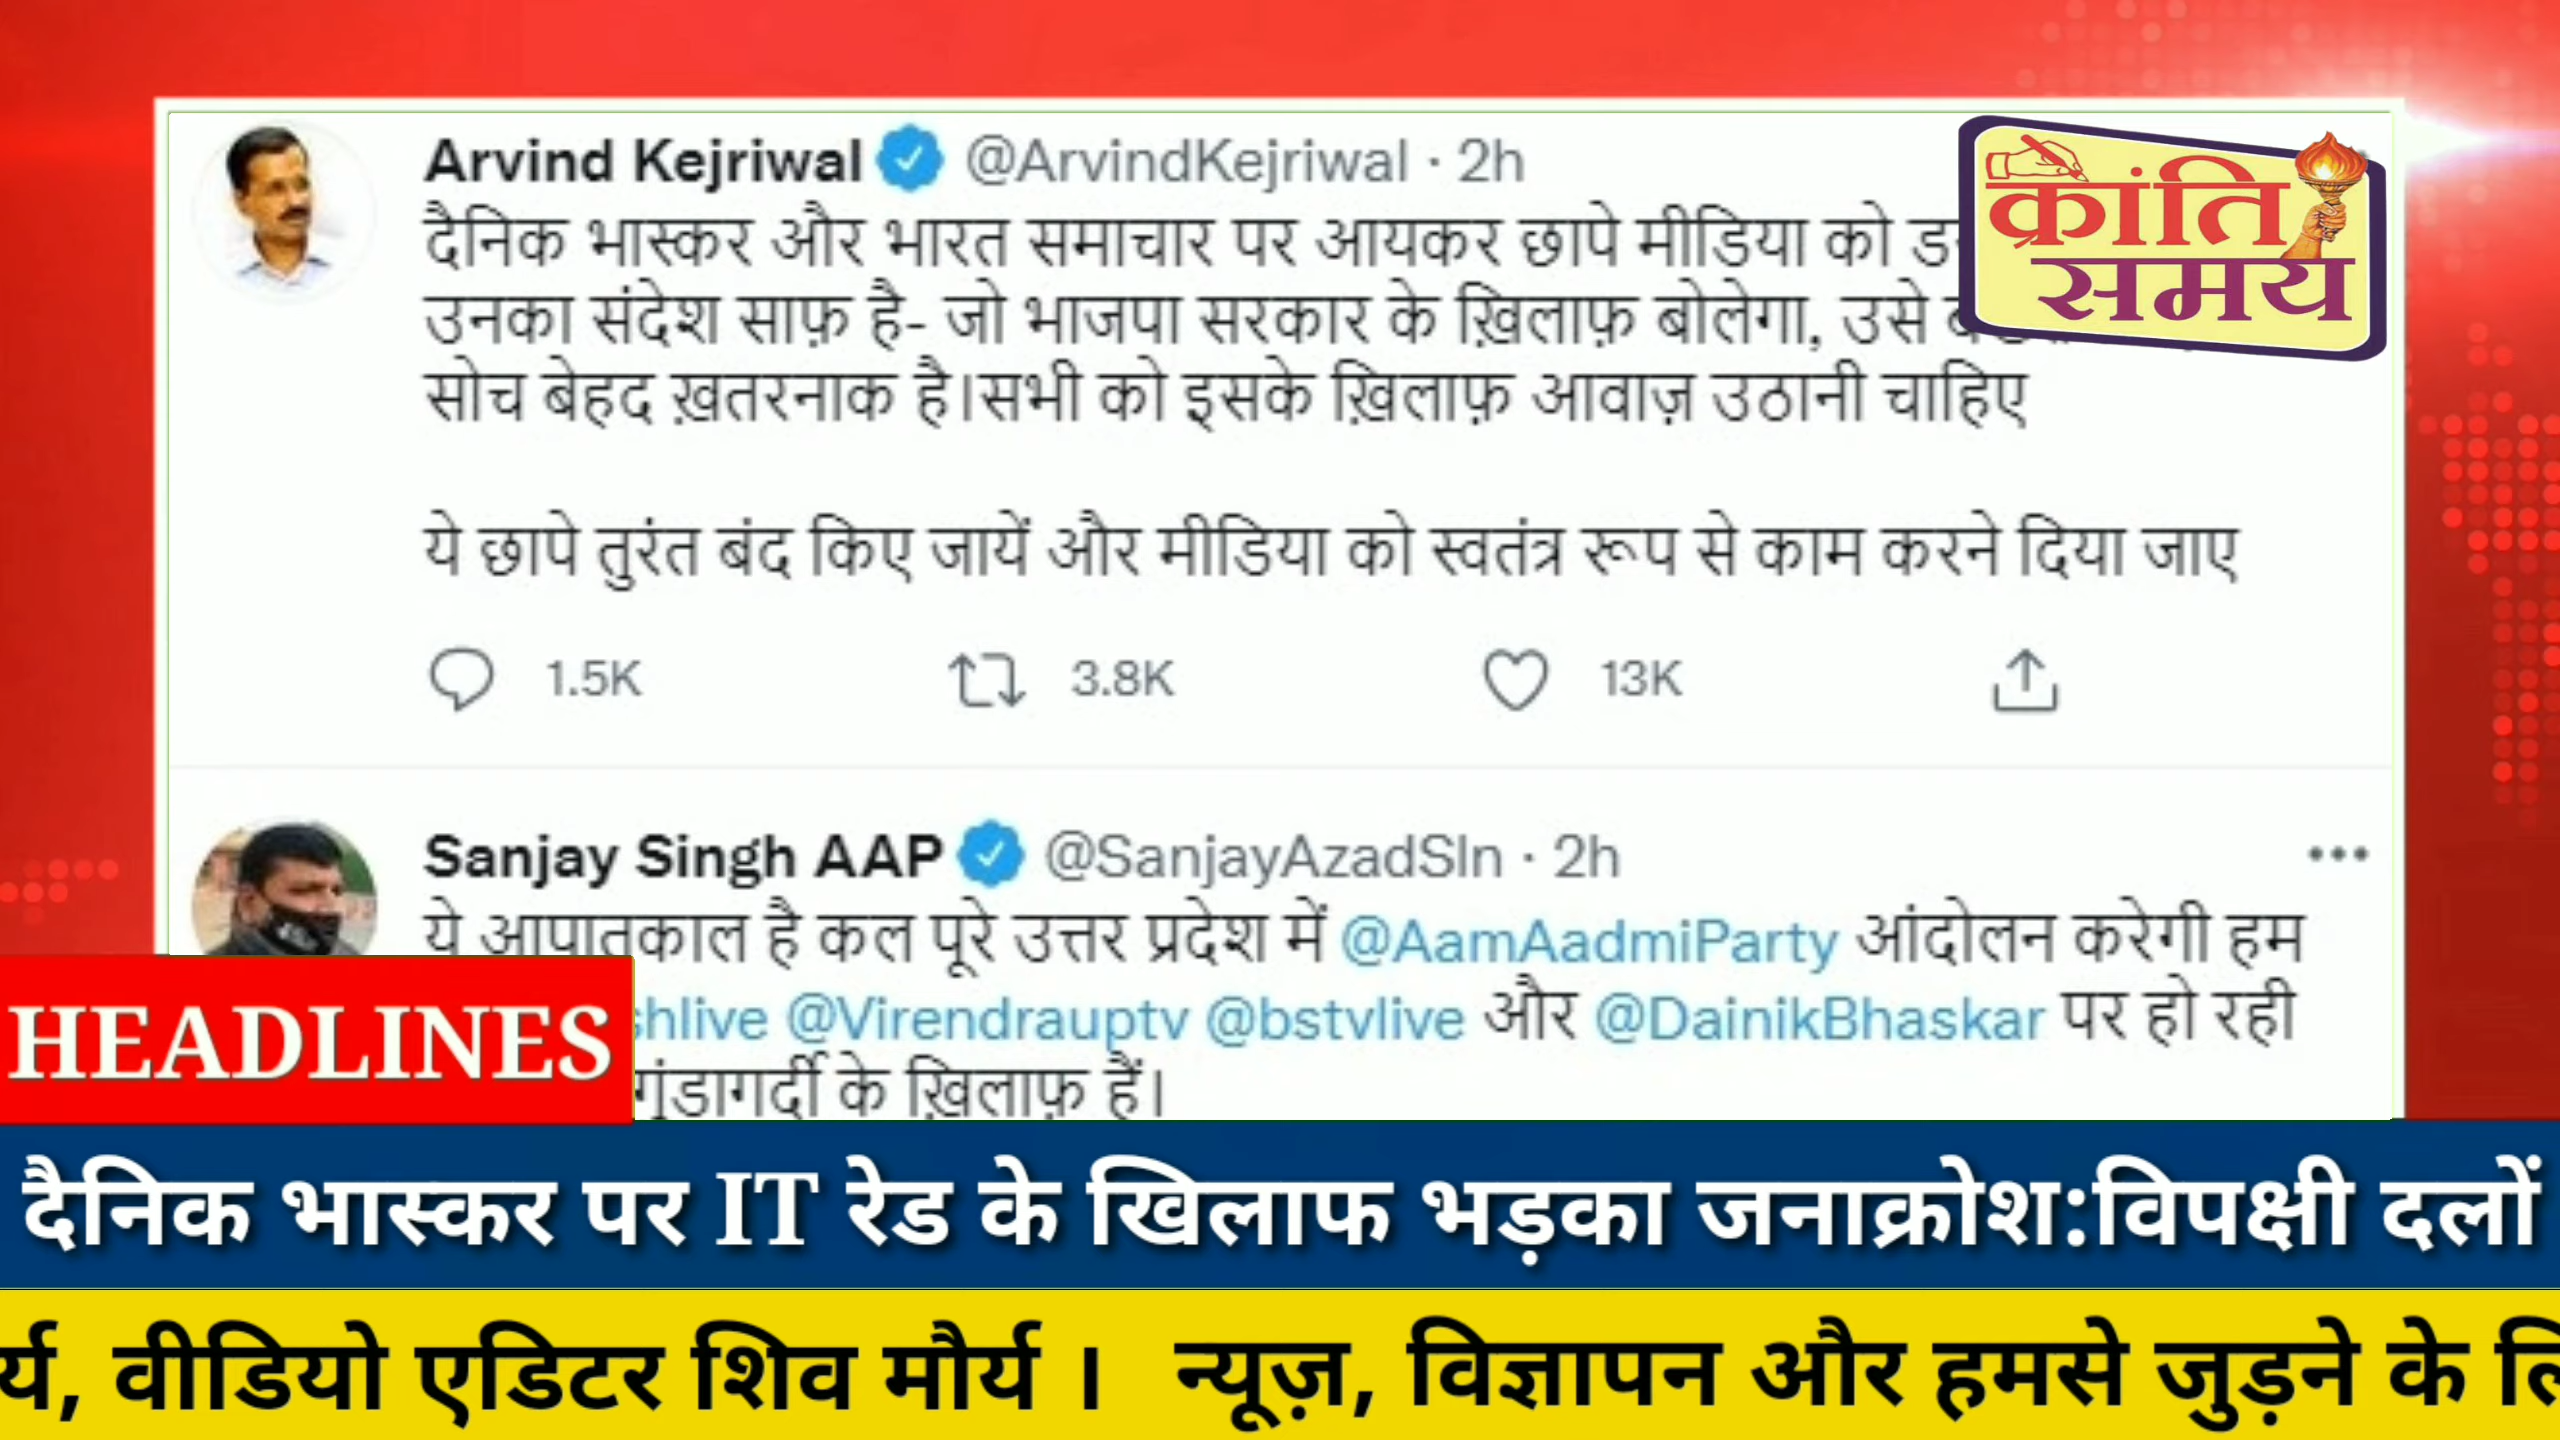 Arvind Kejriwal @ArvindKejriwal · 2h
दैनिक भास्कर और भारत समाचार पर आयकर छापे मीडिया को
उनका संदेश साफ़ है- जो भाजपा सरकार के ख़िलाफ़ बोलेगा, उसे
सोच बेहद ख़तरनाक है।सभी को इसके ख़िलाफ़ आवाज़ उठानी चाहिए
ये छापे तुरंत बंद किए जायें और मीडिया को स्वतंत्र रूप से काम करने दिया जाए
1.5K 3.8K 13K
क्रांति
समय
Sanjay Singh AAP @SanjayAzadSln · 2h
ये आपातकाल है कल पूरे उत्तर प्रदेश में @AamAadmiParty आंदोलन करेगी हम
@Virendrauptv @bstvlive और @DainikBhaskar पर हो रही
गुंडागर्दी के ख़िलाफ़ हैं।
HEADLINES
दैनिक भास्कर पर IT रेड के खिलाफ भड़का जनाक्रोश:विपक्षी दलों
वीडियो एडिटर शिव मौर्य । न्यूज़, विज्ञापन और हमसे जुड़ने के